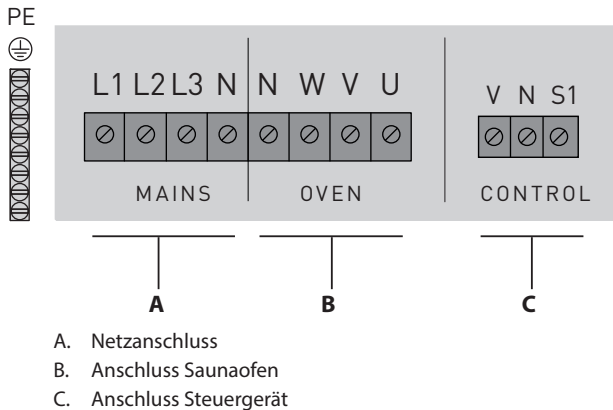 PE
L1 L2 L3 N N W V U
V N S1
MAINS OVEN CONTROL
A B C
A. Netzanschluss
B. Anschluss Saunaofen
C. Anschluss Steuergerät